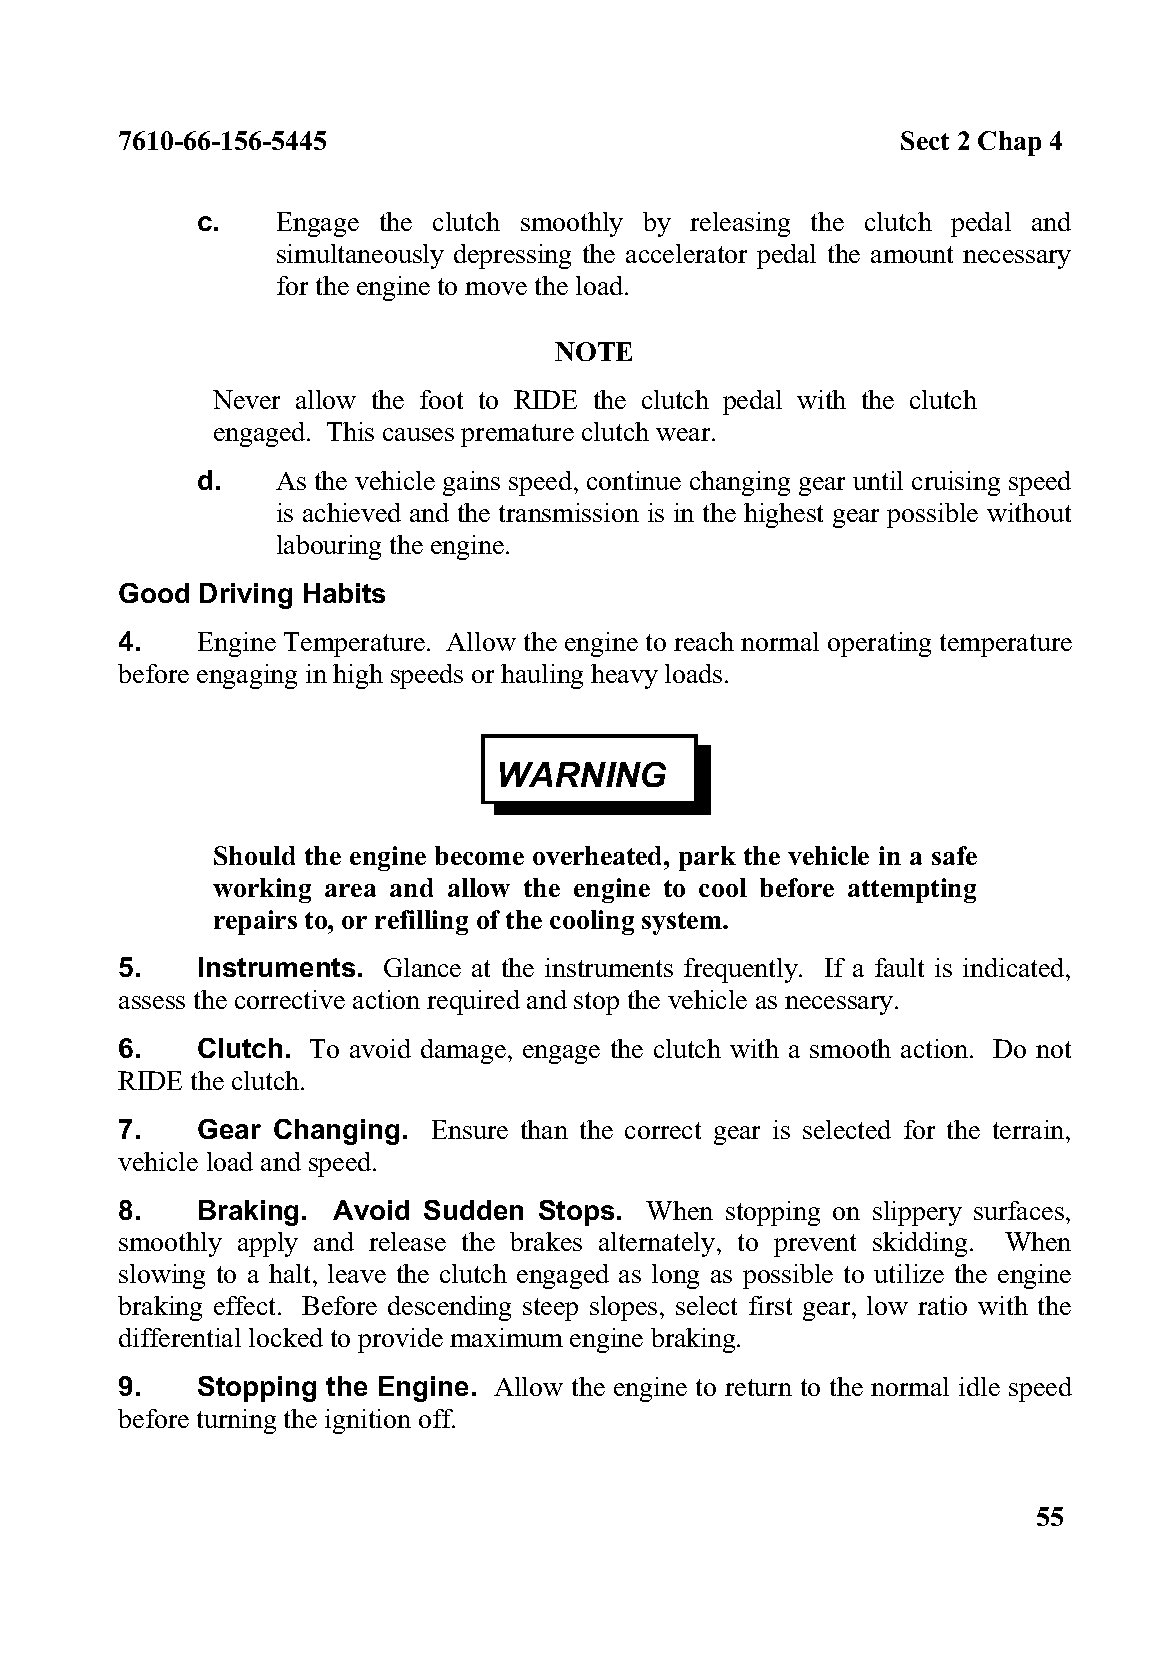 7610-66-156-5445 Sect 2 Chap 4
c. Engage the clutch smoothly by releasing the clutch pedal and
simultaneously depressing the accelerator pedal the amount necessary
for the engine to move the load.
NOTE
Never allow the foot to RIDE the clutch pedal with the clutch
engaged. This causes premature clutch wear.
d. As the vehicle gains speed, continue changing gear until cruising speed
is achieved and the transmission is in the highest gear possible without
labouring the engine.
Good Driving Habits
4. Engine Temperature. Allow the engine to reach normal operating temperature
before engaging in high speeds or hauling heavy loads.
WARNING
Should the engine become overheated, park the vehicle in a safe
working area and allow the engine to cool before attempting
repairs to, or refilling of the cooling system.
5. Instruments. Glance at the instruments frequently. If a fault is indicated,
assess the corrective action required and stop the vehicle as necessary.
6. Clutch. To avoid damage, engage the clutch with a smooth action. Do not
RIDE the clutch.
7. Gear Changing. Ensure than the correct gear is selected for the terrain,
vehicle load and speed.
8. Braking. Avoid Sudden Stops. When stopping on slippery surfaces,
smoothly apply and release the brakes alternately, to prevent skidding. When
slowing to a halt, leave the clutch engaged as long as possible to utilize the engine
braking effect. Before descending steep slopes, select first gear, low ratio with the
differential locked to provide maximum engine braking.
9. Stopping the Engine. Allow the engine to return to the normal idle speed
before turning the ignition off.
55